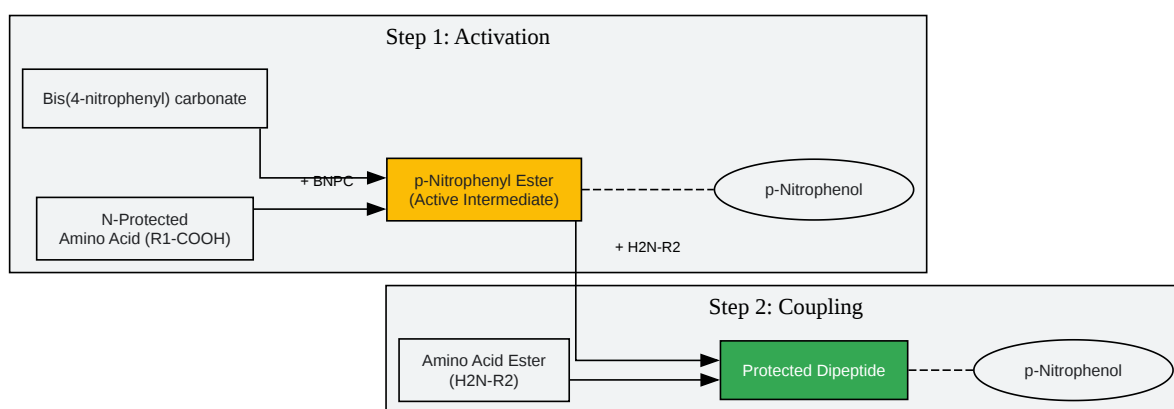 Step 1: Activation
Bis(4-nitrophenyl) carbonate
+ BNPC
p-Nitrophenyl Ester
(Active Intermediate)
p-Nitrophenol
N-Protected
Amino Acid (R1-COOH)
+ H2N-R2
Step 2: Coupling
Amino Acid Ester
(H2N-R2)
Protected Dipeptide
p-Nitrophenol